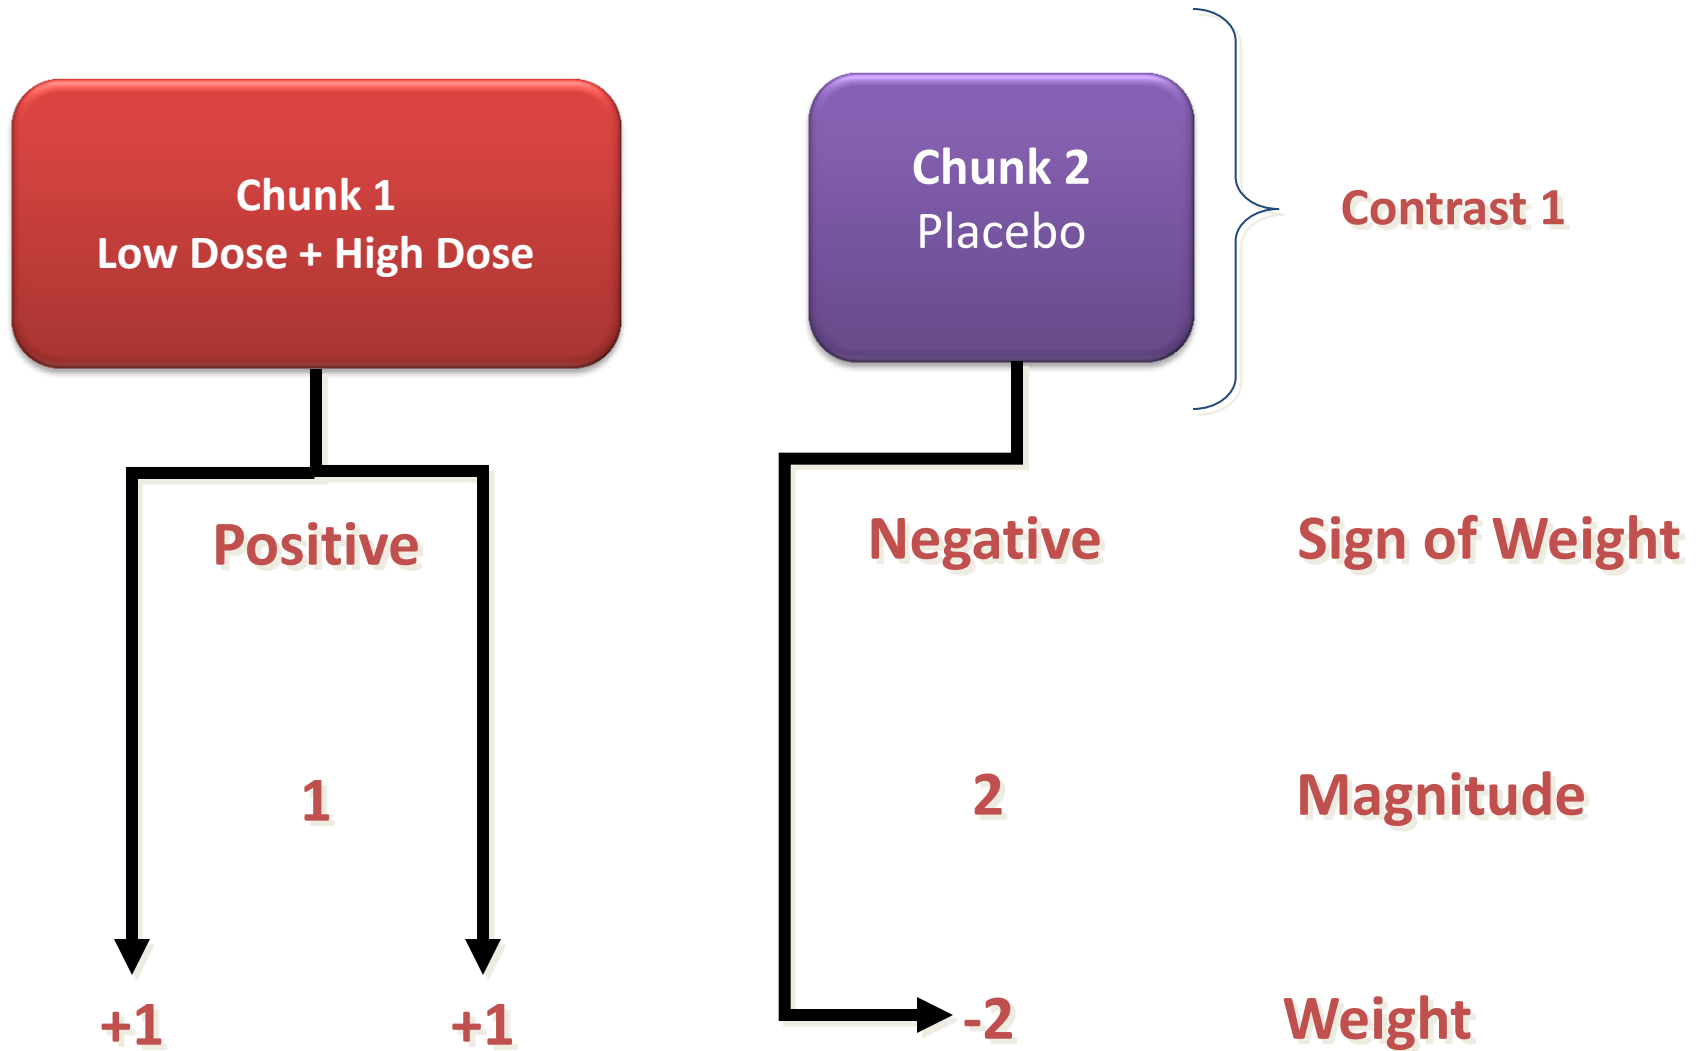 Chunk 1
Low Dose + High Dose
Chunk 2
Placebo
Contrast 1
Positive
Negative
Sign of Weight
1
2
Magnitude
+1
+1
-2
Weight